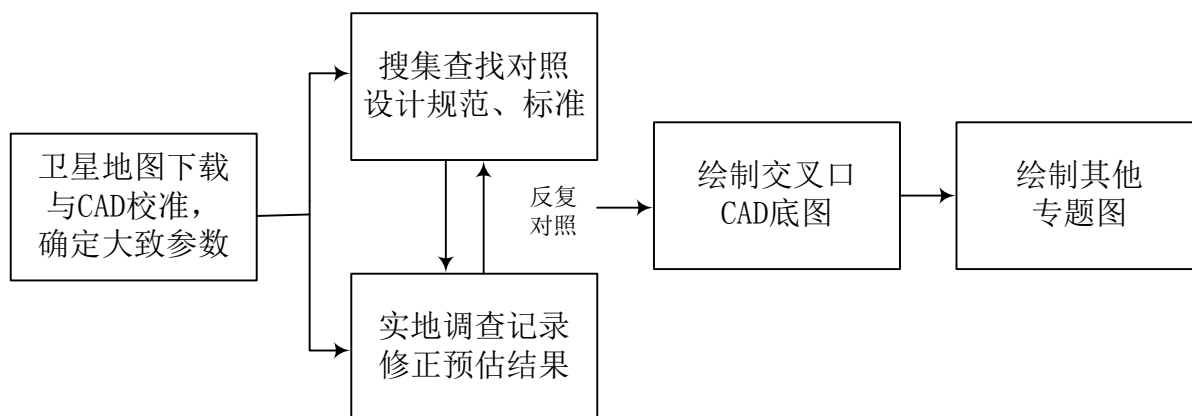 卫星地图下载
与CAD校准，
确定大致参数
搜集查找对照
设计规范、标准
实地调查记录
修正预估结果
反复
对照
绘制交叉口
CAD底图
绘制其他
专题图